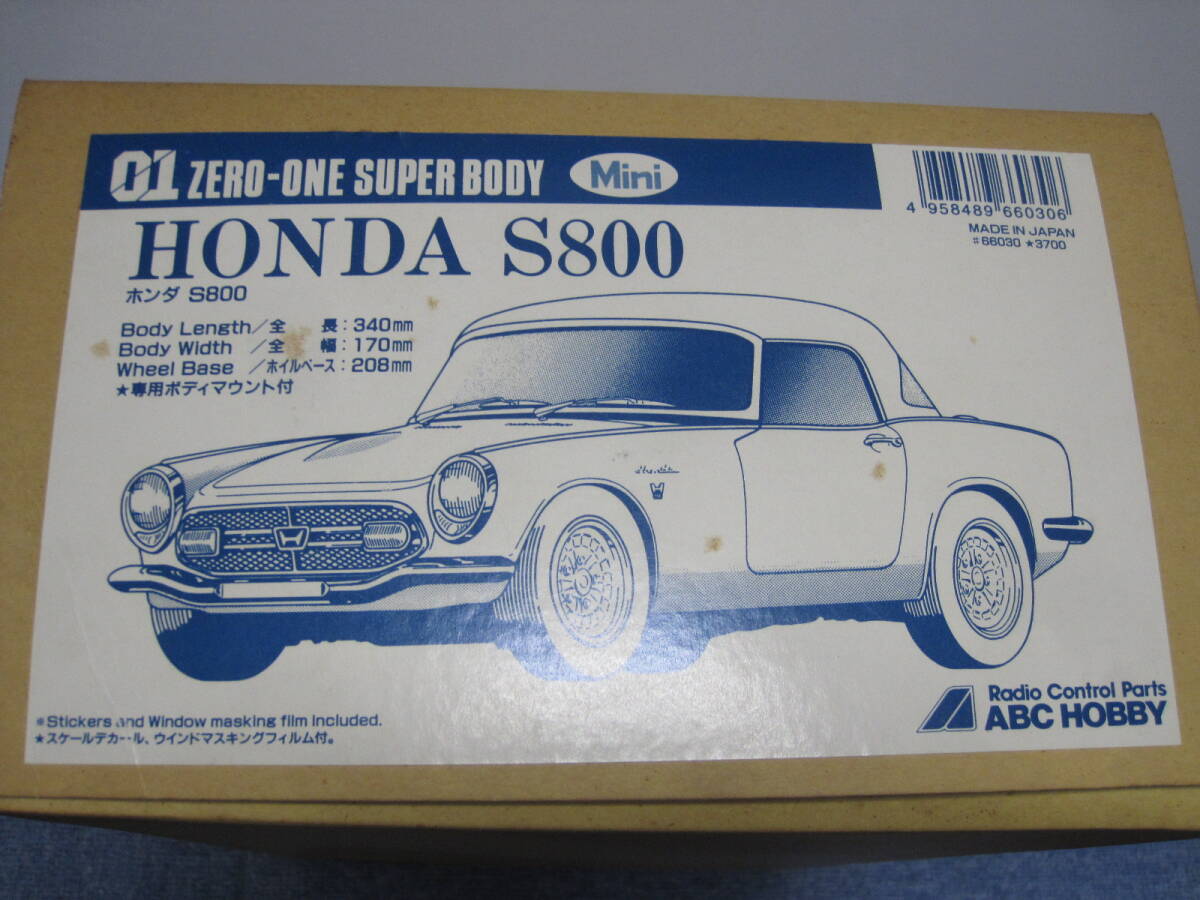 01 ZERO-ONE SUPER BODY Mini
4 958489 660306
MADE IN JAPAN
#66030 ★3700
HONDA S800
ホンダ S800
Body Length/全 長:340mm
Body Width /全 幅:170mm
Wheel Base /ホイルベース:208mm
★専用ボディマウント付
Honda
H
*Stickers and Window masking film Included.
★スケールデカール、ウインドマスキングフィルム付。
Radio Control Parts
ABC HOBBY